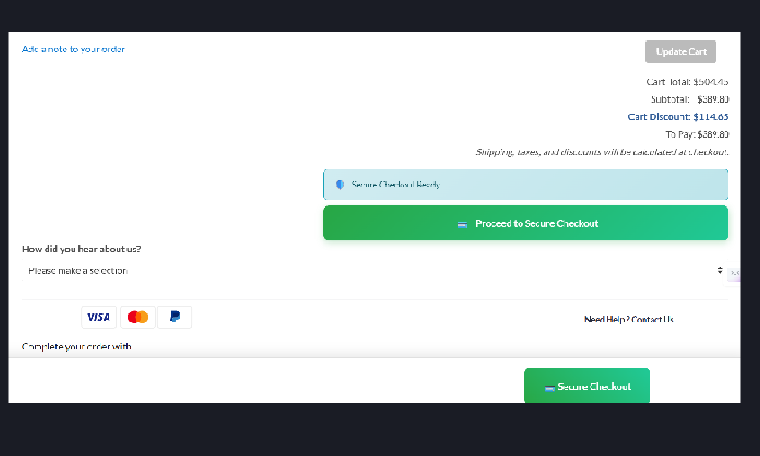 Add a note to your order
Update Cart
Cart Total: $504.45
Subtotal: $389.80
Cart Discount: $114.65
To Pay: $389.80
Shipping, taxes, and discounts will be calculated at checkout.
Secure Checkout Ready
Proceed to Secure Checkout
How did you hear about us?
Please make a selection
VISA
Need Help? Contact Us
Complete your order with
Secure Checkout